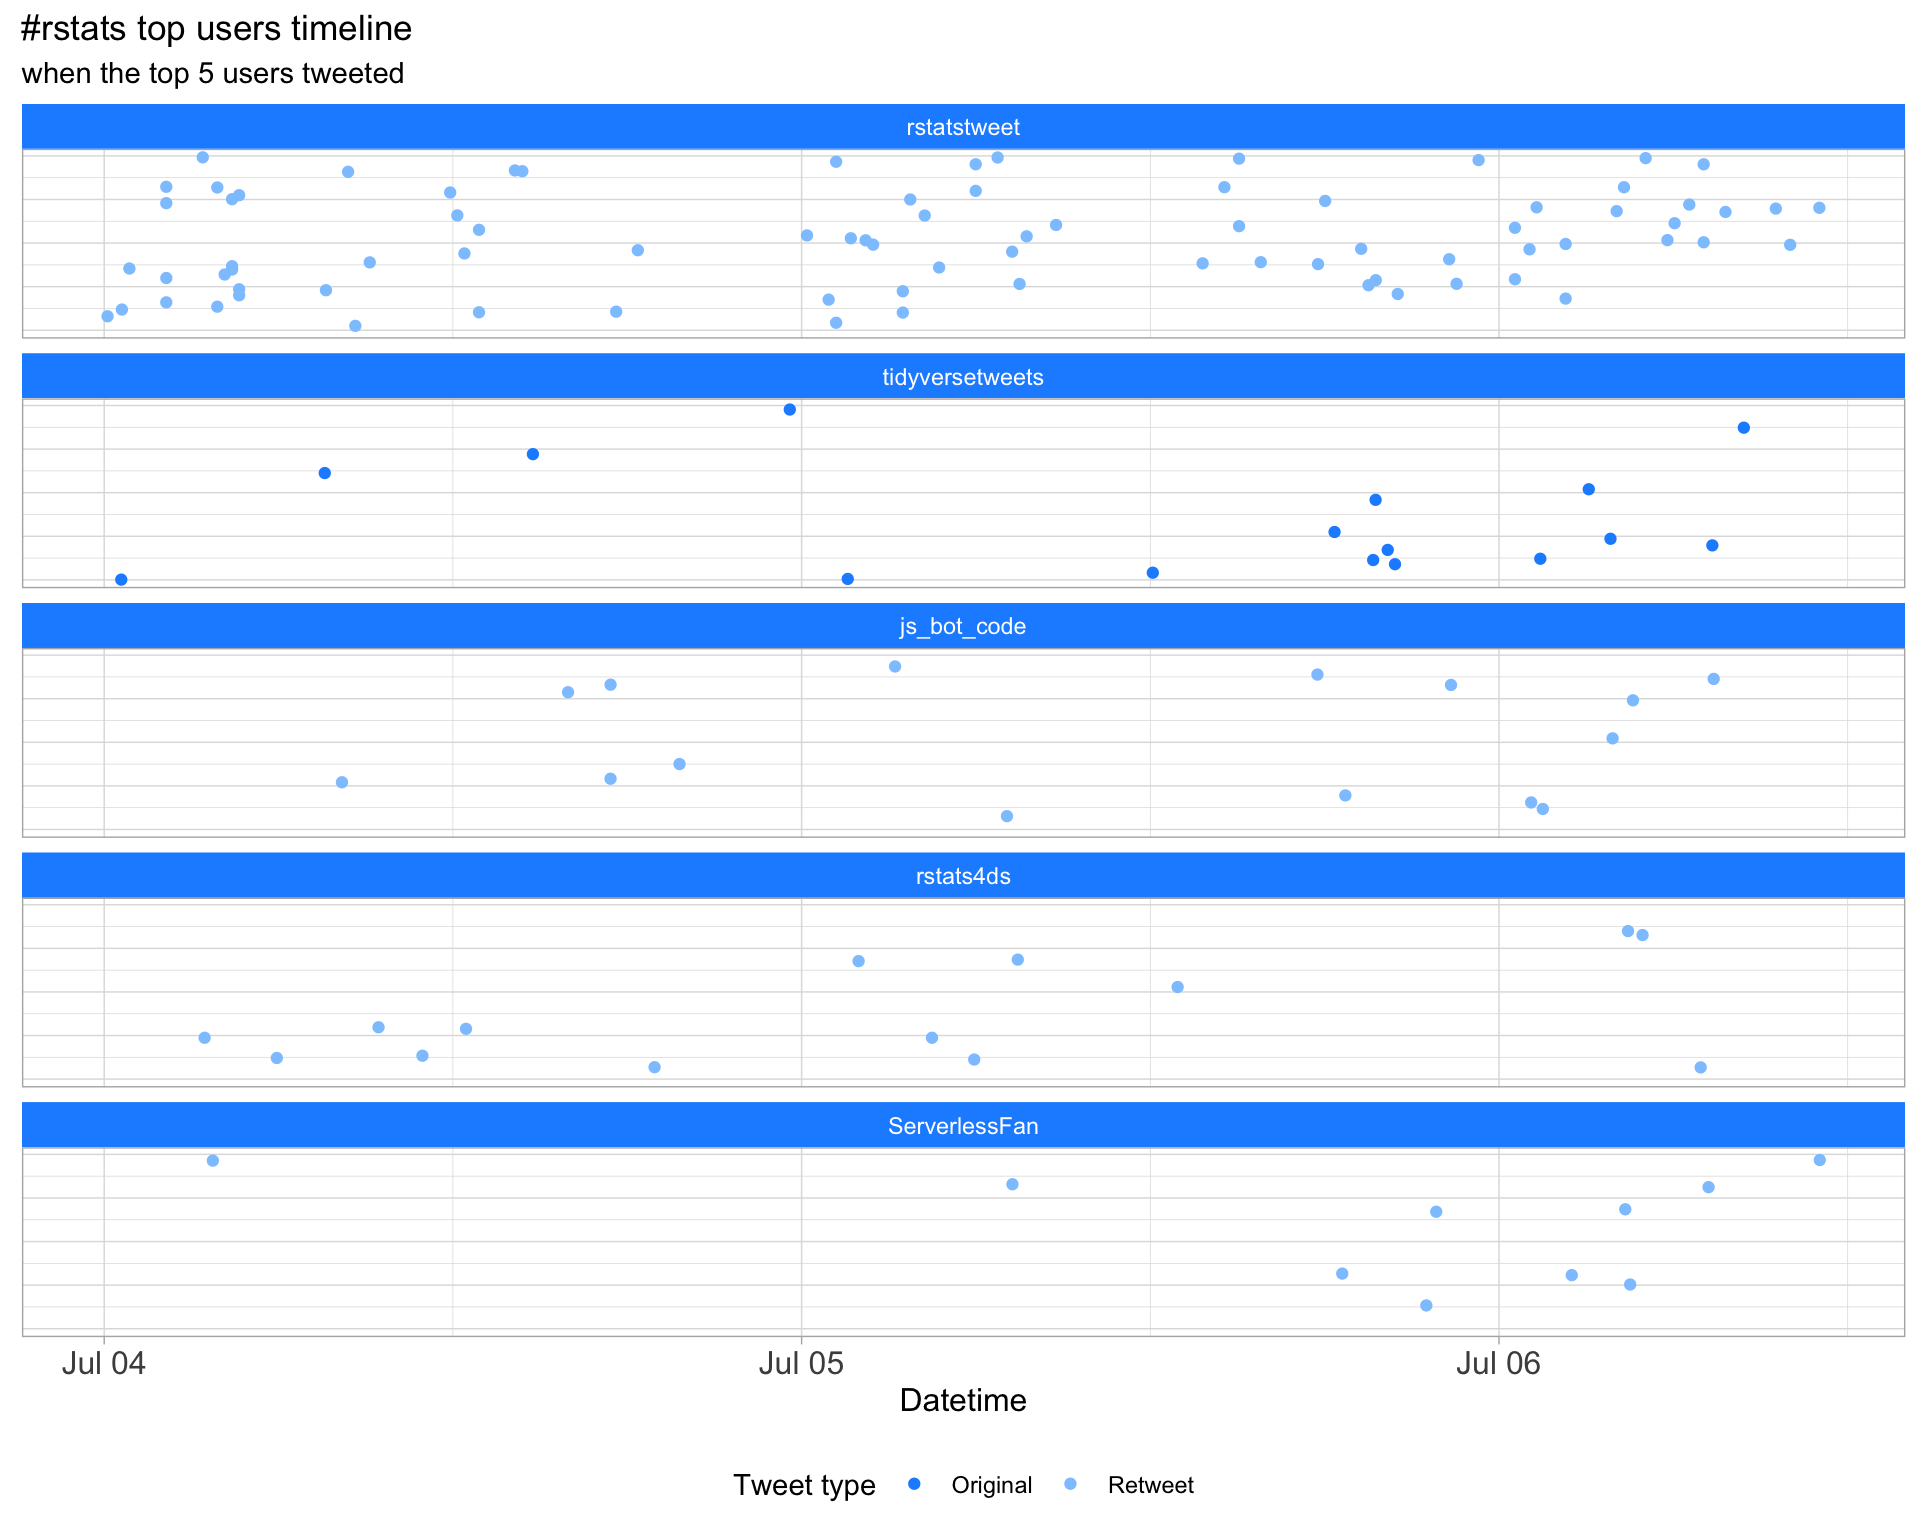 #rstats top users timeline
when the top 5 users tweeted
rstatstweet
tidyversetweets
js_bot_code
rstats4ds
ServerlessFan
Jul 04 Jul 05 Jul 06
Datetime
Tweet type Original Retweet